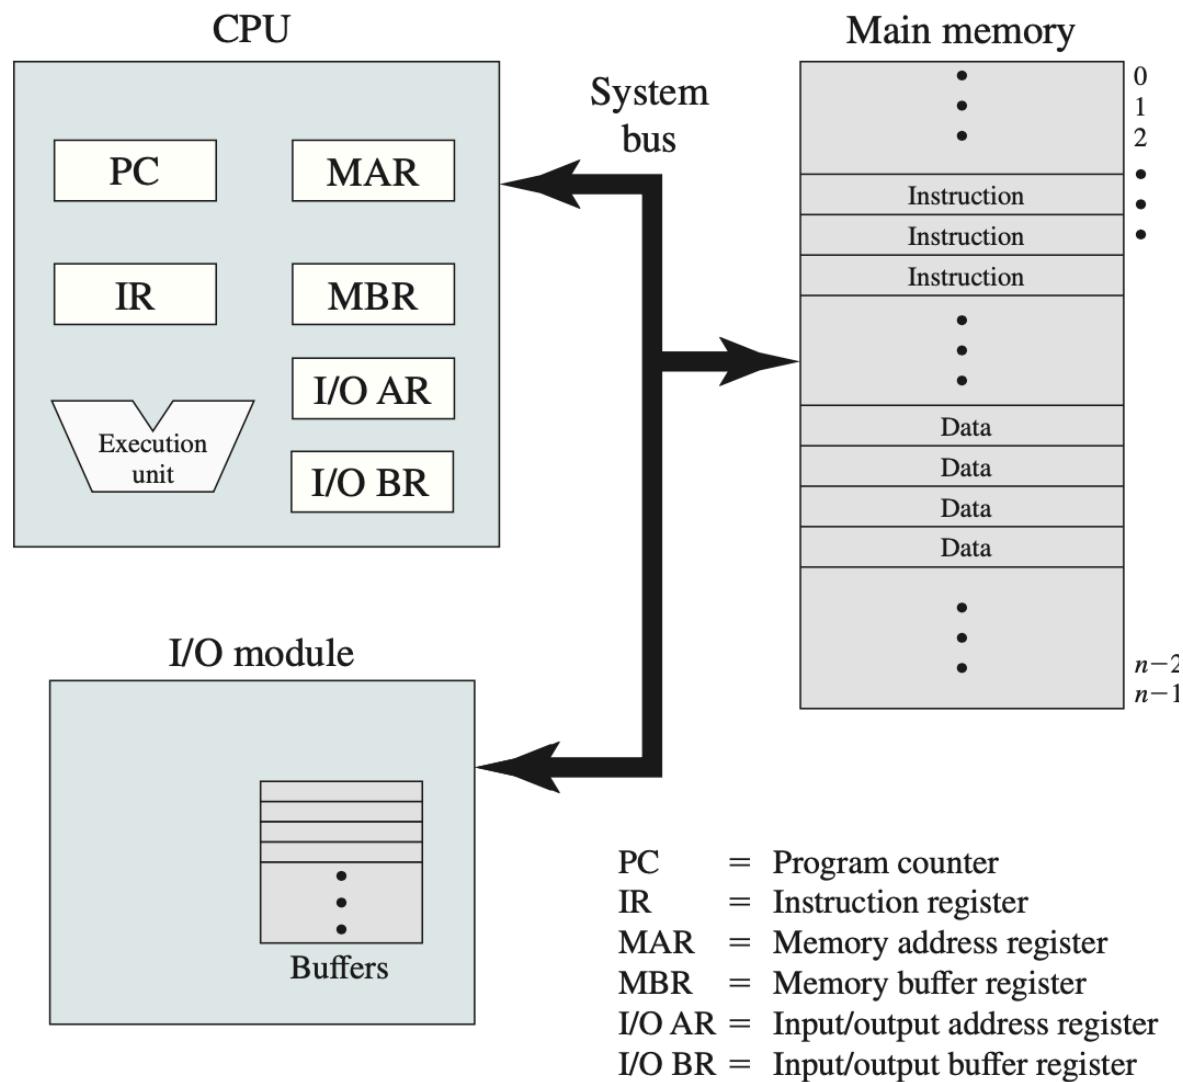 CPU
PC
MAR
IR
MBR
I/O AR
I/O BR
Execution
unit
System
bus
Main memory
0
1
2
Instruction
Instruction
Instruction
Data
Data
Data
Data
n−2
n−1
I/O module
Buffers
PC = Program counter
IR = Instruction register
MAR = Memory address register
MBR = Memory buffer register
I/O AR = Input/output address register
I/O BR = Input/output buffer register